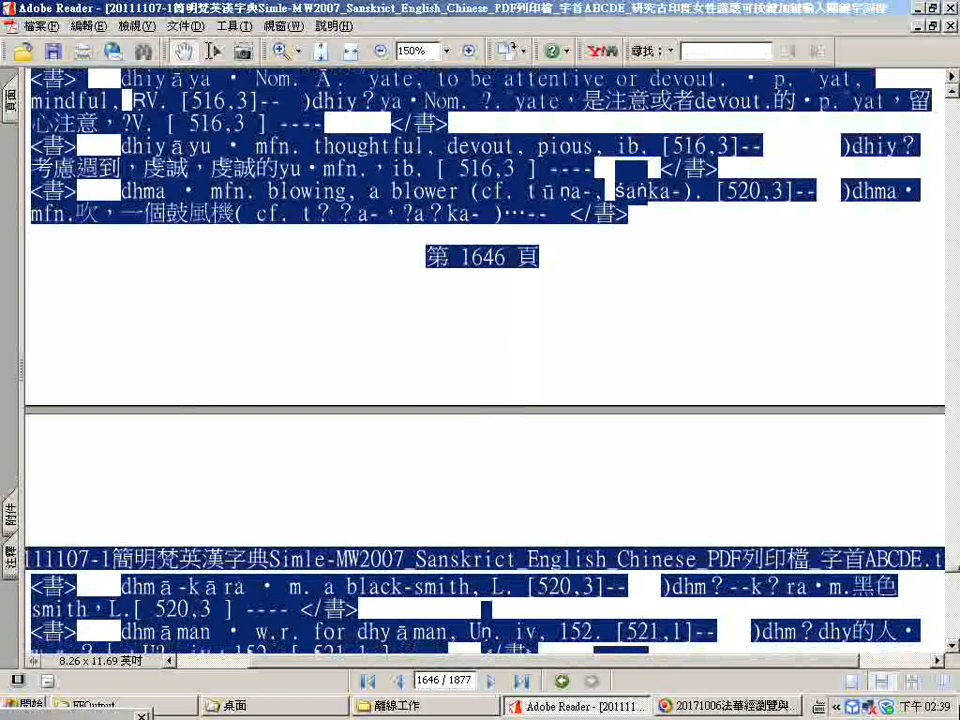 Adobe Reader - [20111107-1簡明梵英漢字典Simle-MW2007_Sanskrict_English_Chinese_PDF列印檔_字首ABCDE_研究古印度女性議題可按鍵加鍵輸入關鍵字詞搜
檔案(F) 編輯(E) 檢視(V) 文件(D) 工具(T) 視窗(W) 說明(H)
150% 尋找：
頁面
<書> dhiyāya • Nom. Ā. °yate, to be attentive or devout. • p. °yat,
mindful, RV. [516,3]-- )dhiy？ya•Nom. ?. °yate，是注意或者devout.的•p.°yat，留
心注意，?V. [ 516,3 ] ---- </書>
<書> dhiyāyu • mfn. thoughtful, devout, pious, ib. [516,3]-- )dhiy？
考慮週到，虔誠，虔誠的yu•mfn.，ib. [ 516,3 ] ---- </書>
<書> dhma • mfn. blowing, a blower (cf. tūṇa-, śaṅka-). [520,3]-- )dhma•
mfn.吹，一個鼓風機( cf. t？？a-，?a？ka- )…-- </書>
第 1646 頁
附件
註釋
11107-1簡明梵英漢字典Simle-MW2007_Sanskrict_English_Chinese_PDF列印檔_字首ABCDE.t
<書> dhmā-kāra • m. a black-smith, L. [520,3]-- )dhm？--k？ra•m.黑色
smith，L.[ 520,3 ] ---- </書>
<書> dhmāman • w.r. for dhyāman, Uṇ. iv, 152. [521,1]-- )dhm？dhy的人•
8.26 x 11.69 英吋
1646 / 1877
開始 FFOutput 桌面 離線工作 Adobe Reader - [201111... 20171006法華經瀏覽與... 下午 02:39